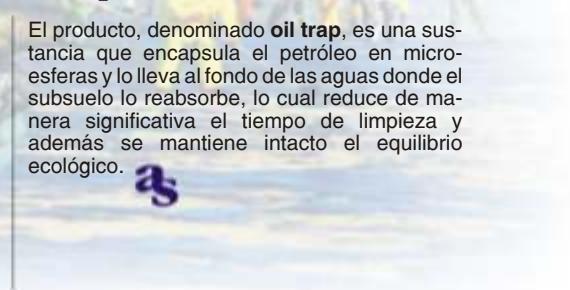 El producto, denominado oil trap, es una sus-
tancia que encapsula el petróleo en micro-
esferas y lo lleva al fondo de las aguas donde el
subsuelo lo reabsorbe, lo cual reduce de ma-
nera significativa el tiempo de limpieza y
además se mantiene intacto el equilibrio
ecológico.
as